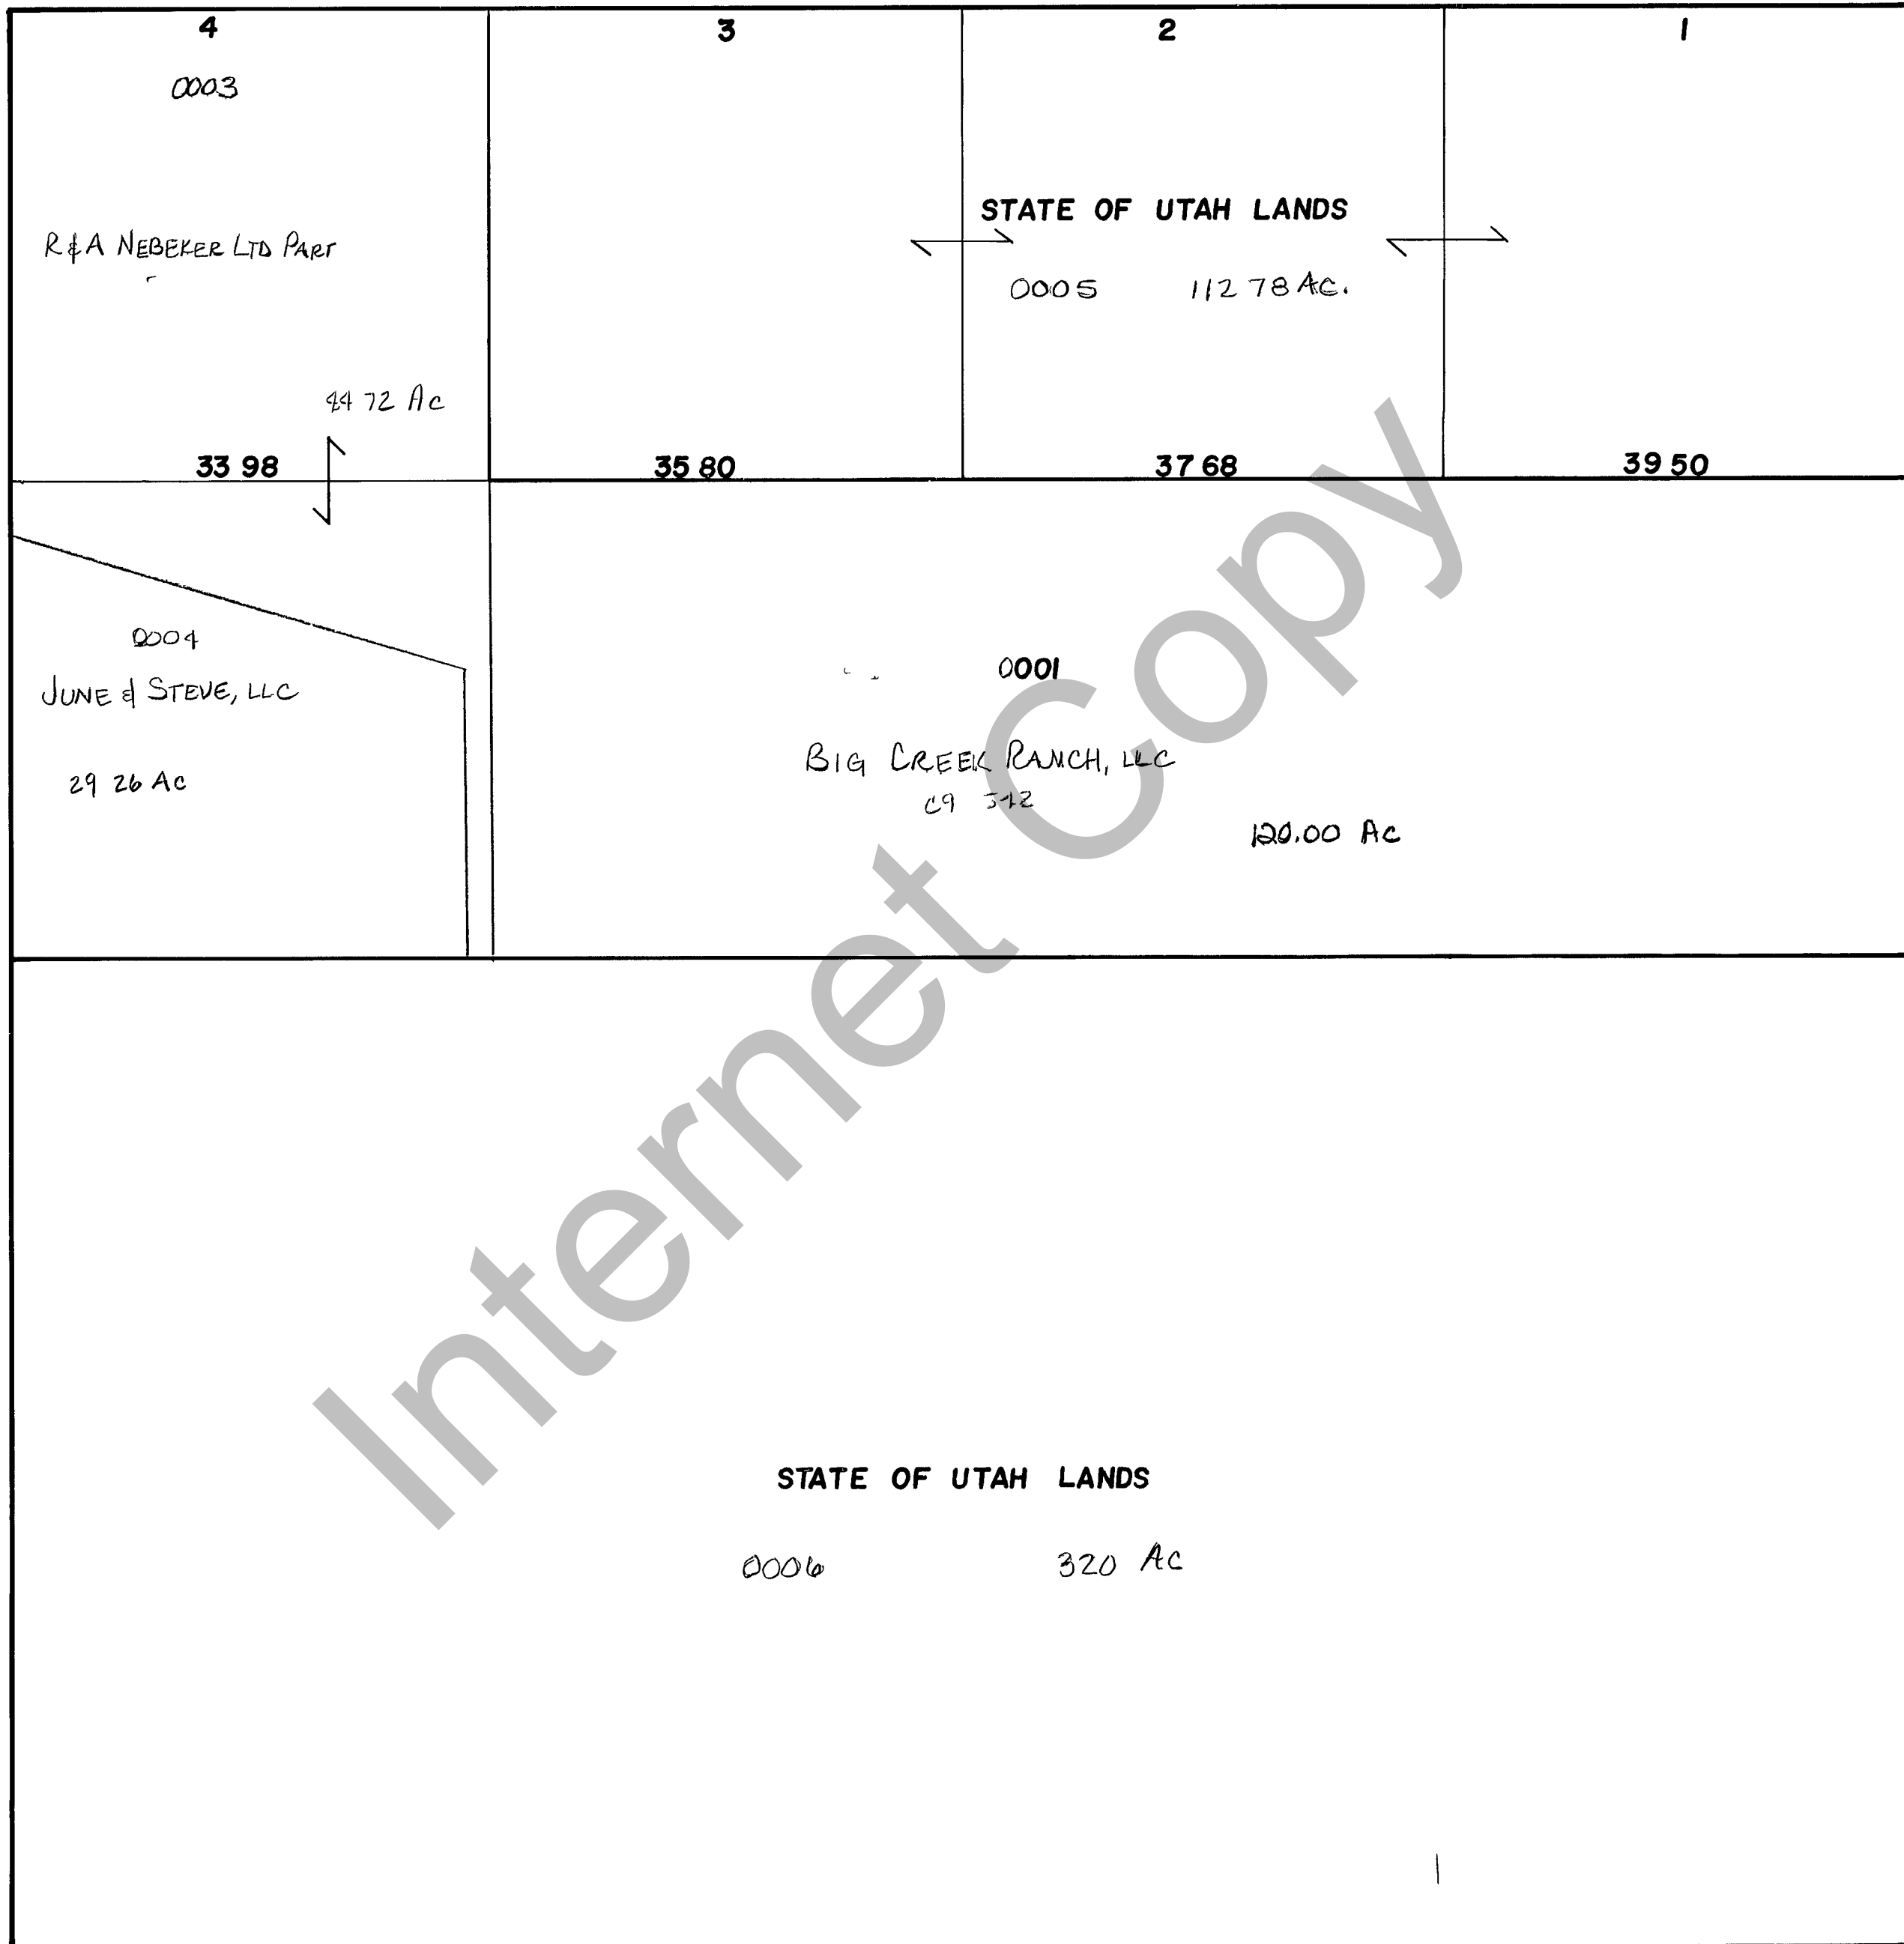 4 3 2 1
0003
STATE OF UTAH LANDS
R & A NEBEKER LTD PART
0005 112 78 AC.
44 72 AC
33 98 35 80 37 68 39 50
0004
JUNE & STEVE, LLC
29 26 AC
0001
BIG CREEK RANCH, LLC
120.00 AC
STATE OF UTAH LANDS
0006 320 AC
Internet Copy